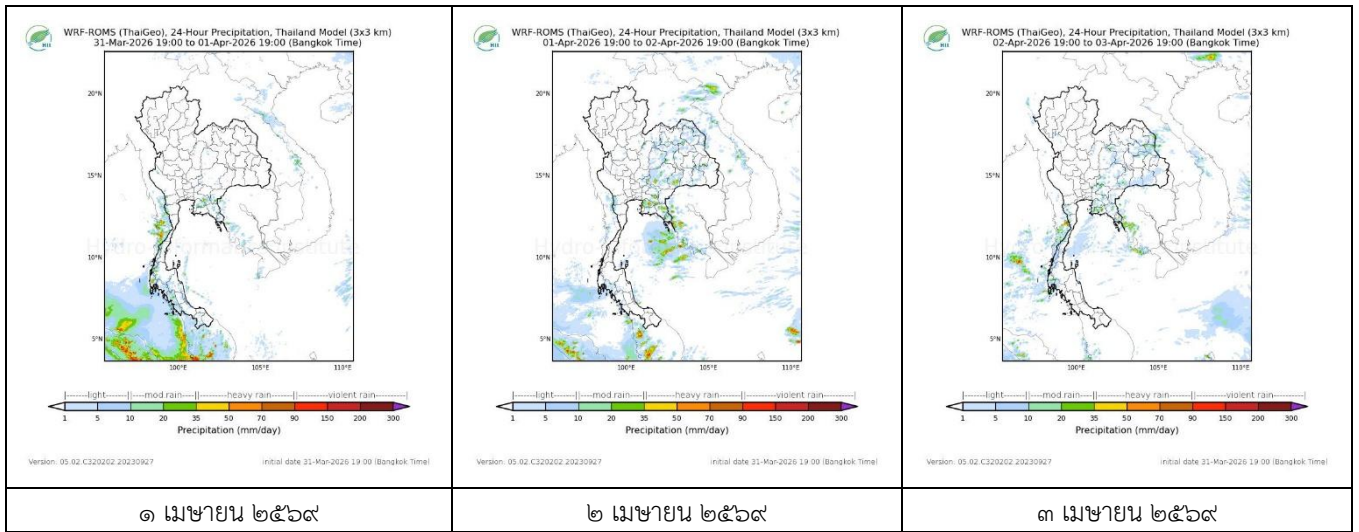 WRF-ROMS (ThaiGeo), 24-Hour Precipitation, Thailand Model (3x3 km)
31-Mar-2026 19:00 to 01-Apr-2026 19:00 (Bangkok Time)
HII
20°N
15°N
10°N
5°N
100°E 105°E 110°E
Hydro Informatics Institute
light mod rain heavy rain violent rain
1 5 10 20 35 50 70 90 150 200 300
Precipitation (mm/day)
Version: 05.02.C320202.20230927 initial date 31-Mar-2026 19:00 (Bangkok Time)
๑ เมษายน ๒๕๖๙
WRF-ROMS (ThaiGeo), 24-Hour Precipitation, Thailand Model (3x3 km)
01-Apr-2026 19:00 to 02-Apr-2026 19:00 (Bangkok Time)
HII
20°N
15°N
10°N
5°N
100°E 105°E 110°E
Hydro Informatics Institute
light mod rain heavy rain violent rain
1 5 10 20 35 50 70 90 150 200 300
Precipitation (mm/day)
Version: 05.02.C320202.20230927 initial date 31-Mar-2026 19:00 (Bangkok Time)
๒ เมษายน ๒๕๖๙
WRF-ROMS (ThaiGeo), 24-Hour Precipitation, Thailand Model (3x3 km)
02-Apr-2026 19:00 to 03-Apr-2026 19:00 (Bangkok Time)
HII
20°N
15°N
10°N
5°N
100°E 105°E 110°E
Hydro Informatics Institute
light mod rain heavy rain violent rain
1 5 10 20 35 50 70 90 150 200 300
Precipitation (mm/day)
Version: 05.02.C320202.20230927 initial date 31-Mar-2026 19:00 (Bangkok Time)
๓ เมษายน ๒๕๖๙